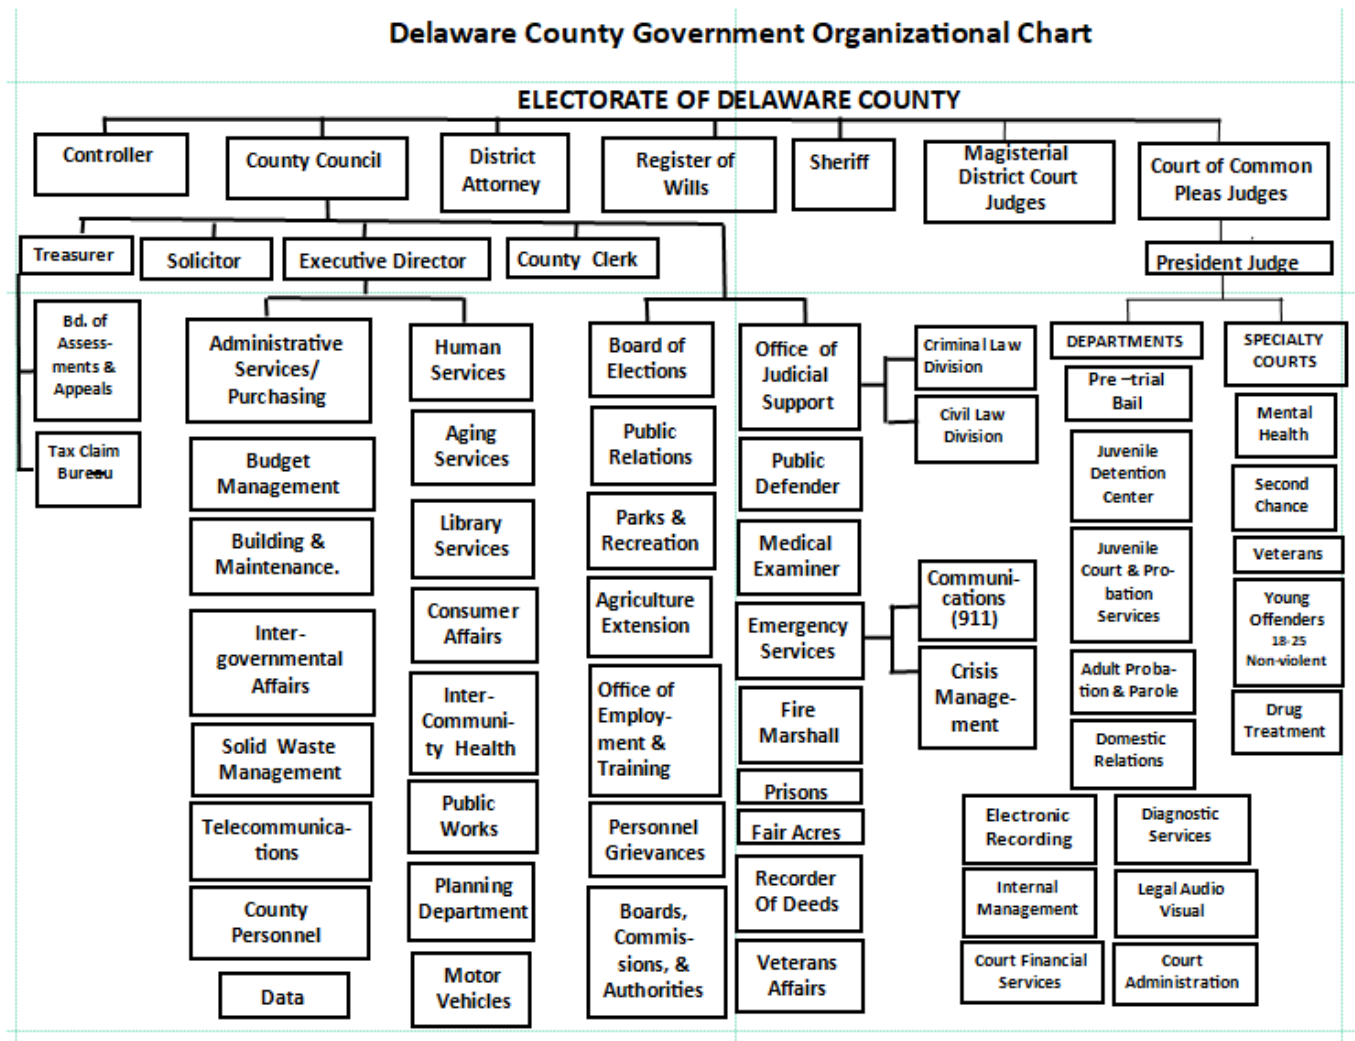 Delaware County Government Organizational Chart
ELECTORATE OF DELAWARE COUNTY
Controller
County Council
District
Attorney
Register of
Wills
Sheriff
Magisterial
District Court
Judges
Court of Common
Pleas Judges
Treasurer
Solicitor
Executive Director
County Clerk
President Judge
Bd. of
Assess-
ments &
Appeals
Tax Claim
Bureau
Administrative
Services/
Purchasing
Budget
Management
Building &
Maintenance.
Inter-
governmental
Affairs
Solid Waste
Management
Telecommunica-
tions
County
Personnel
Data
Human
Services
Aging
Services
Library
Services
Consumer
Affairs
Inter-
Communi-
ty Health
Public
Works
Planning
Department
Motor
Vehicles
Board of
Elections
Public
Relations
Parks &
Recreation
Agriculture
Extension
Office of
Employ-
ment &
Training
Personnel
Grievances
Boards,
Commis-
sions, &
Authorities
Office of
Judicial
Support
Public
Defender
Medical
Examiner
Emergency
Services
Fire
Marshall
Prisons
Fair Acres
Recorder
Of Deeds
Veterans
Affairs
Criminal Law
Division
Civil Law
Division
Communi-
cations
(911)
Crisis
Manage-
ment
DEPARTMENTS
Pre –trial
Bail
Juvenile
Detention
Center
Juvenile
Court & Pro-
bation
Services
Adult Proba-
tion & Parole
Domestic
Relations
Electronic
Recording
Diagnostic
Services
Internal
Management
Legal Audio
Visual
Court Financial
Services
Court
Administration
SPECIALTY
COURTS
Mental
Health
Second
Chance
Veterans
Young
Offenders
18-25
Non-violent
Drug
Treatment